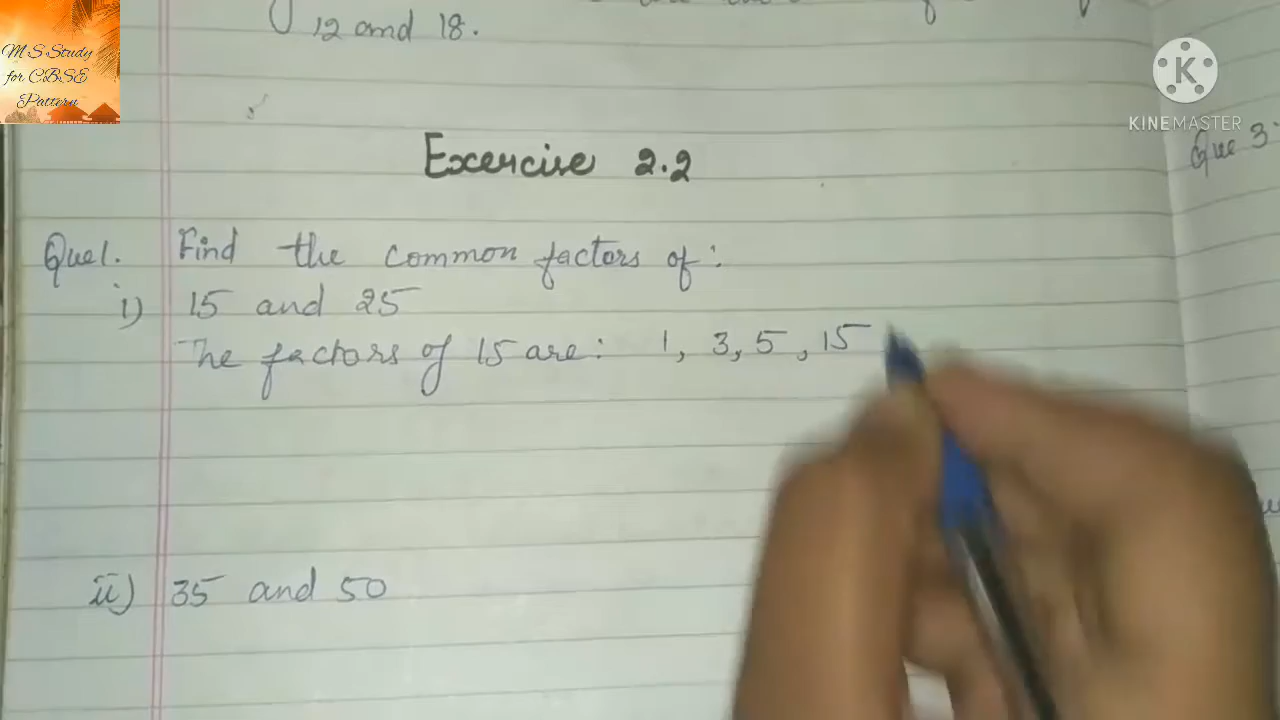 12 and 18.
M S Study
for CBSE
Pattern
KINEMASTER
Que 3.
Exercise 2.2
Que1. Find the common factors of :
i) 15 and 25
The factors of 15 are : 1, 3, 5, 15
ii) 35 and 50